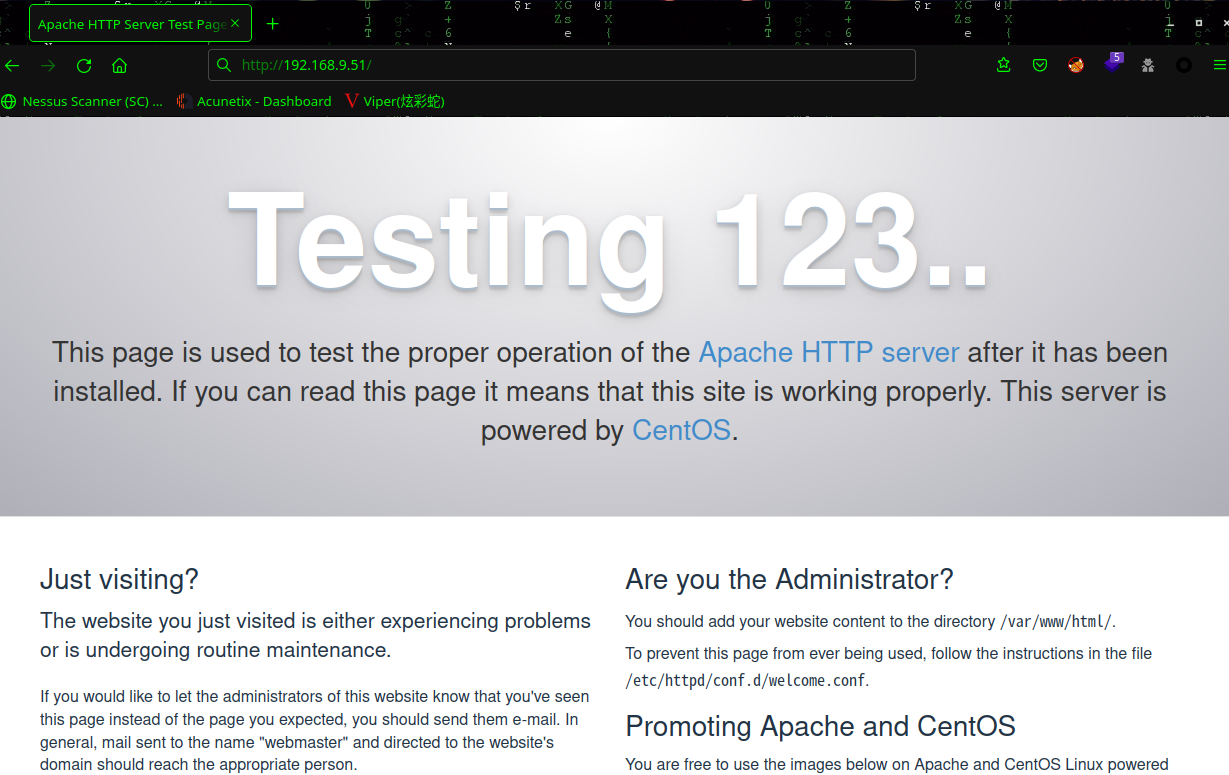 Apache HTTP Server Test Page
http://192.168.9.51/
5
Nessus Scanner (SC) ...
Acunetix - Dashboard
Viper(炫彩蛇)
Testing 123..
This page is used to test the proper operation of the Apache HTTP server after it has been
installed. If you can read this page it means that this site is working properly. This server is
powered by CentOS.
Just visiting?
The website you just visited is either experiencing problems
or is undergoing routine maintenance.
If you would like to let the administrators of this website know that you've seen
this page instead of the page you expected, you should send them e-mail. In
general, mail sent to the name "webmaster" and directed to the website's
domain should reach the appropriate person.
Are you the Administrator?
You should add your website content to the directory /var/www/html/.
To prevent this page from ever being used, follow the instructions in the file
/etc/httpd/conf.d/welcome.conf.
Promoting Apache and CentOS
You are free to use the images below on Apache and CentOS Linux powered